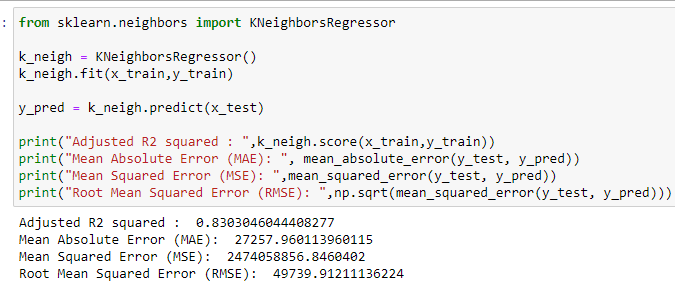 : from sklearn.neighbors import KNeighborsRegressor
k_neigh = KNeighborsRegressor()
k_neigh.fit(x_train,y_train)
y_pred = k_neigh.predict(x_test)
print("Adjusted R2 squared : ",k_neigh.score(x_train,y_train))
print("Mean Absolute Error (MAE): ", mean_absolute_error(y_test, y_pred))
print("Mean Squared Error (MSE): ",mean_squared_error(y_test, y_pred))
print("Root Mean Squared Error (RMSE): ",np.sqrt(mean_squared_error(y_test, y_pred)))
Adjusted R2 squared :  0.8303046044408277
Mean Absolute Error (MAE):  27257.960113960115
Mean Squared Error (MSE):  2474058856.8460402
Root Mean Squared Error (RMSE):  49739.91211136224